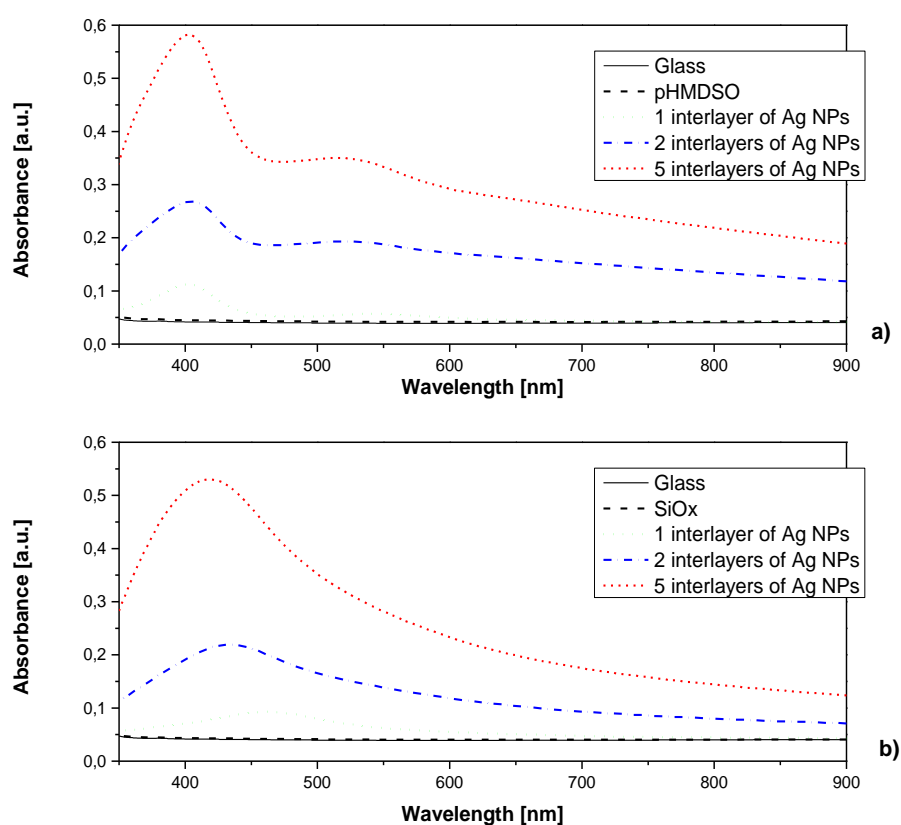 0,6
0,5
0,4
0,3
0,2
0,1
0,0
Absorbance [a.u.]
Glass
pHMDSO
1 interlayer of Ag NPs
2 interlayers of Ag NPs
5 interlayers of Ag NPs
400 500 600 700 800 900
Wavelength [nm]
a)
0,6
0,5
0,4
0,3
0,2
0,1
0,0
Absorbance [a.u.]
Glass
SiOx
1 interlayer of Ag NPs
2 interlayers of Ag NPs
5 interlayers of Ag NPs
400 500 600 700 800 900
Wavelength [nm]
b)